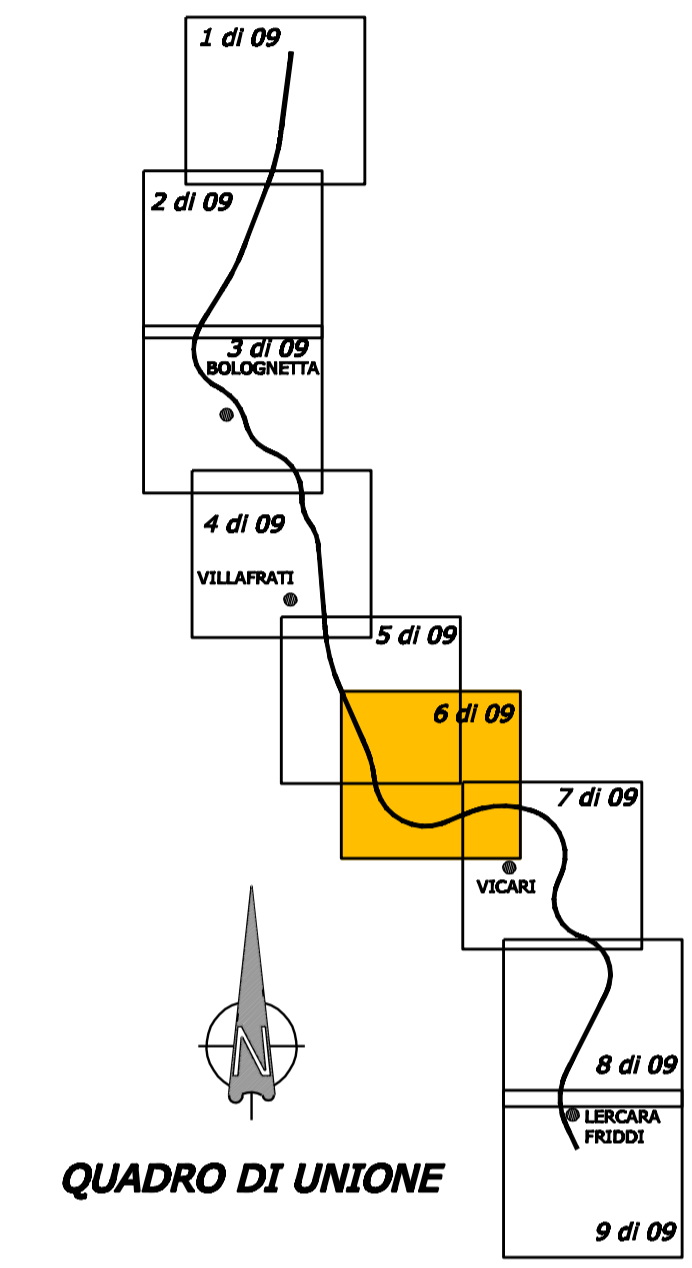 1 di 09
2 di 09
3 di 09
BOLOGNETTA
4 di 09
VILLAFRATI
5 di 09
6 di 09
7 di 09
VICARI
N
8 di 09
LERCARA
FRIDDI
QUADRO DI UNIONE
9 di 09